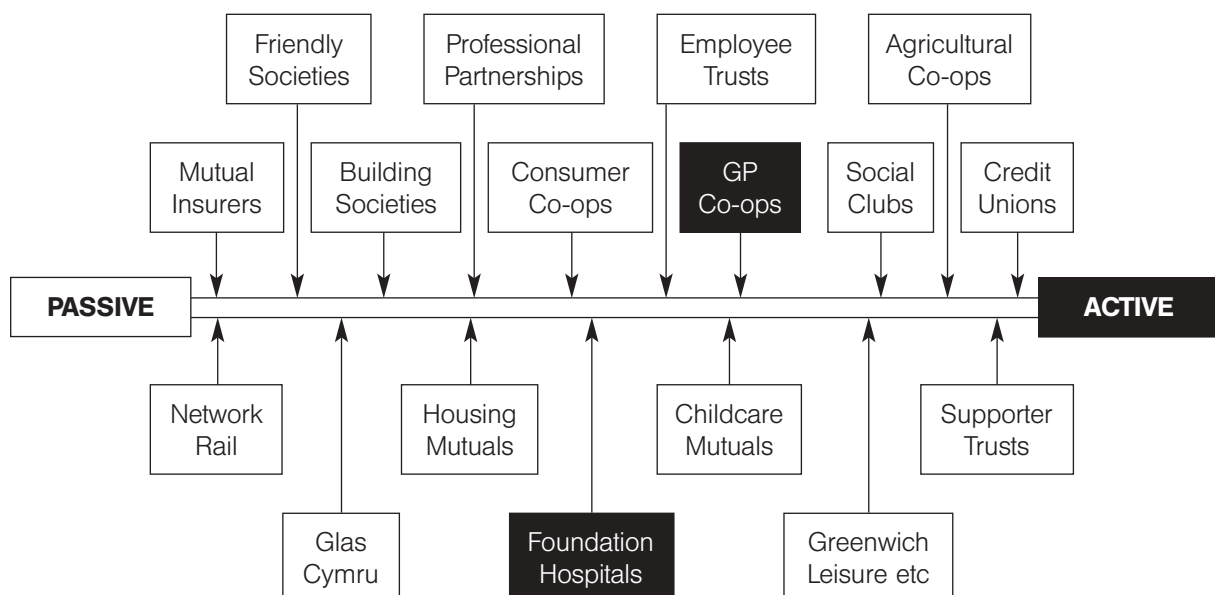 Friendly
Societies
Professional
Partnerships
Employee
Trusts
Agricultural
Co-ops
Mutual
Insurers
Building
Societies
Consumer
Co-ops
GP
Co-ops
Social
Clubs
Credit
Unions
PASSIVE
ACTIVE
Network
Rail
Housing
Mutuals
Childcare
Mutuals
Supporter
Trusts
Glas
Cymru
Foundation
Hospitals
Greenwich
Leisure etc